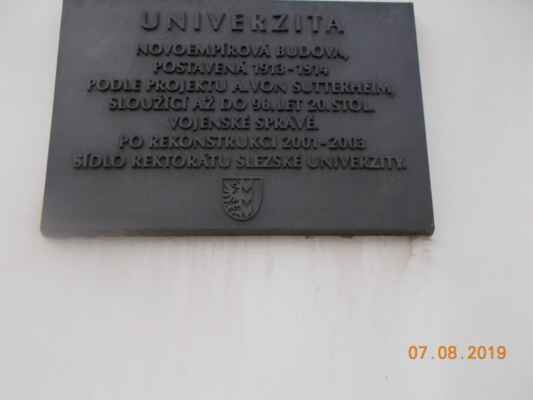 UNIVERZITA
NOVOEMPÍROVÁ BUDOVA,
POSTAVENÁ 1913-1914
PODLE PROJEKTU A.VON SUTTERHEIM,
SLOUŽÍCÍ AŽ DO 90.LET 20.STOL.
VOJENSKÉ SPRÁVĚ.
PO REKONSTRUKCI 2001-2013
SÍDLO REKTORÁTU SLEZSKÉ UNIVERZITY.
07.08.2019